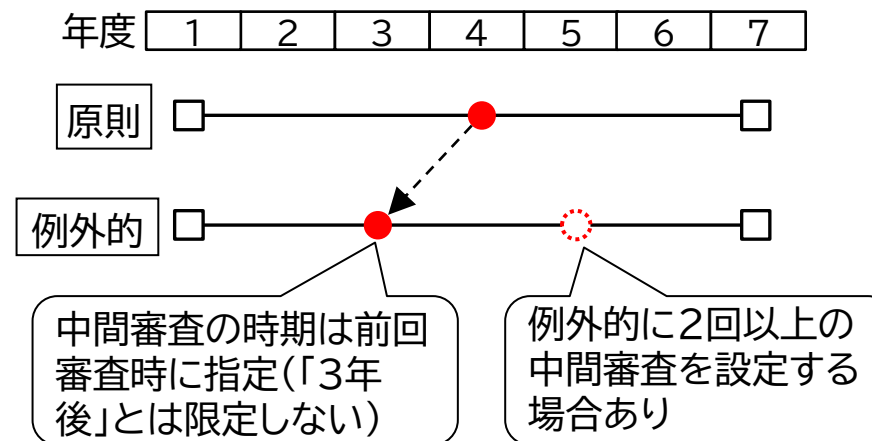 年度 1 2 3 4 5 6 7
原則
例外的
中間審査の時期は前回
審査時に指定(「3年
後」とは限定しない)
例外的に2回以上の
中間審査を設定する
場合あり